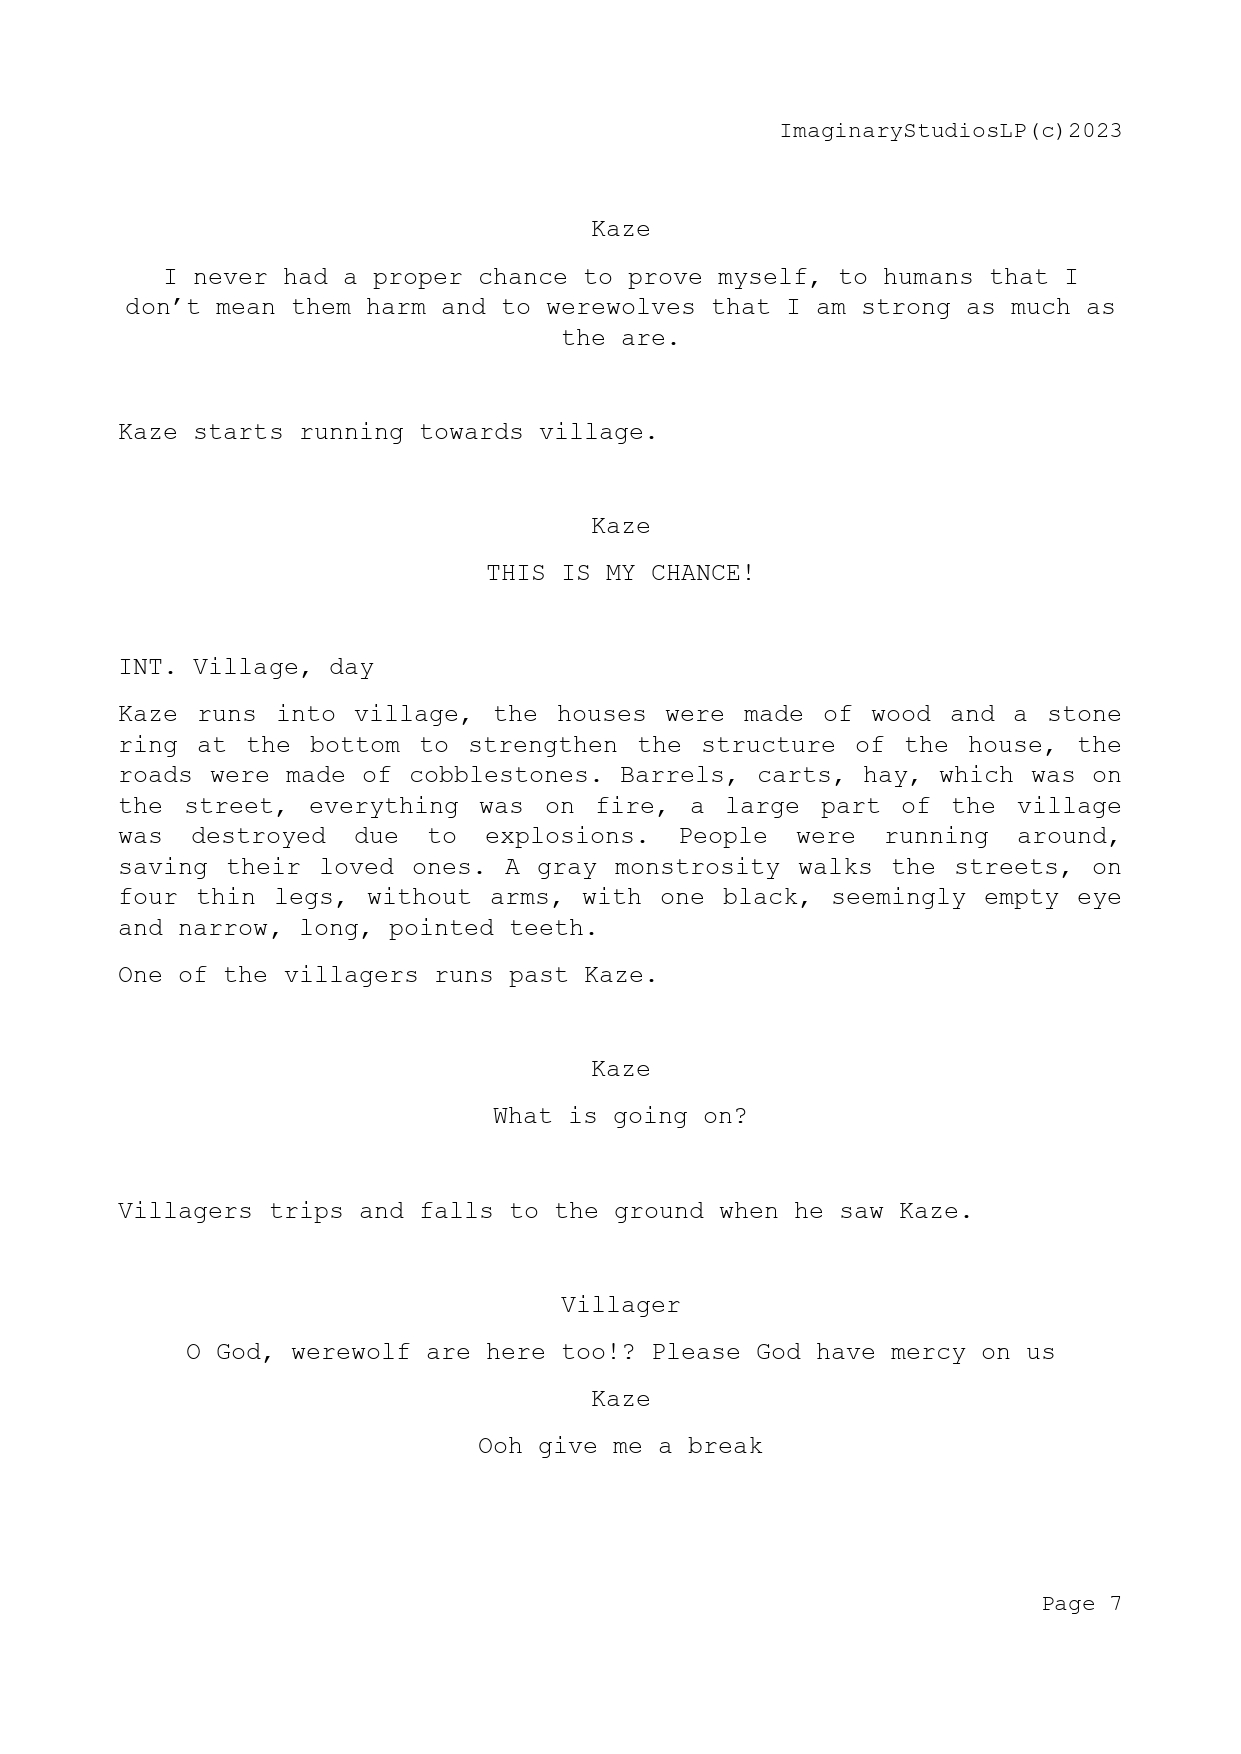 ImaginaryStudiosLP(c)2023
Kaze
I never had a proper chance to prove myself, to humans that I
don’t mean them harm and to werewolves that I am strong as much as
the are.
Kaze starts running towards village.
Kaze
THIS IS MY CHANCE!
INT. Village, day
Kaze runs into village, the houses were made of wood and a stone
ring at the bottom to strengthen the structure of the house, the
roads were made of cobblestones. Barrels, carts, hay, which was on
the street, everything was on fire, a large part of the village
was destroyed due to explosions. People were running around,
saving their loved ones. A gray monstrosity walks the streets, on
four thin legs, without arms, with one black, seemingly empty eye
and narrow, long, pointed teeth.
One of the villagers runs past Kaze.
Kaze
What is going on?
Villagers trips and falls to the ground when he saw Kaze.
Villager
O God, werewolf are here too!? Please God have mercy on us
Kaze
Ooh give me a break
Page 7